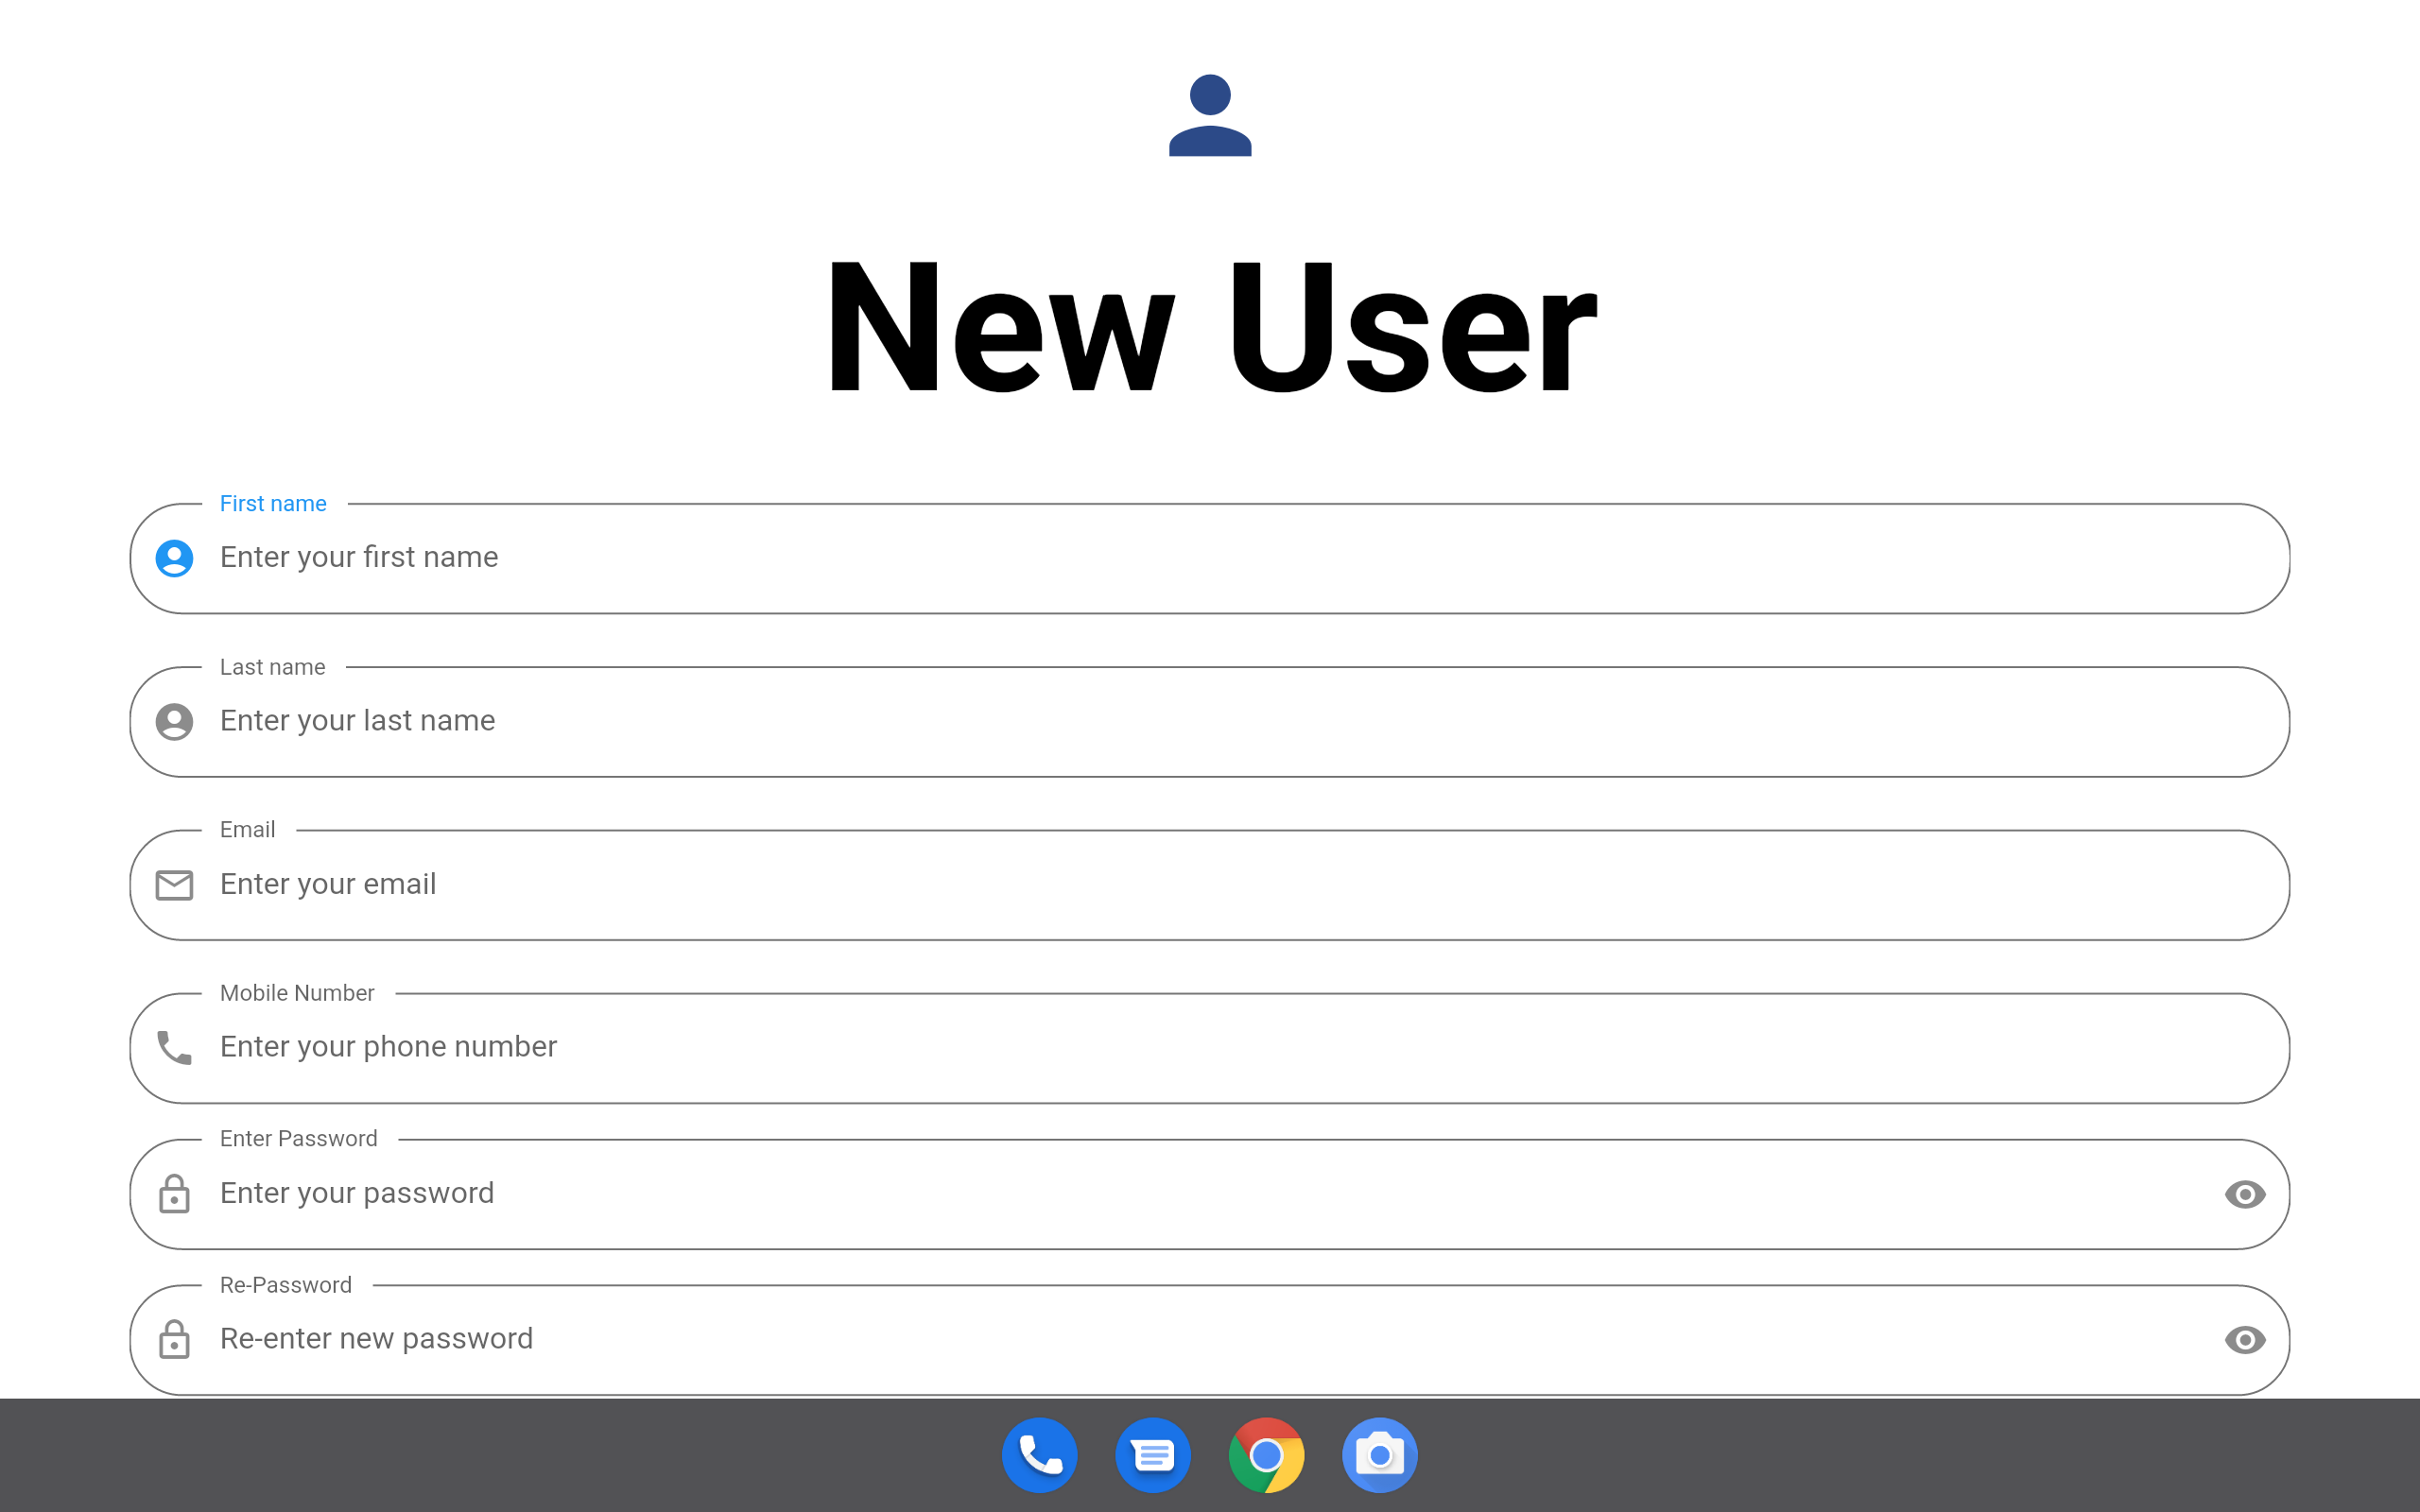 New User
First name
Enter your first name
Last name
Enter your last name
Email
Enter your email
Mobile Number
Enter your phone number
Enter Password
Enter your password
Re-Password
Re-enter new password